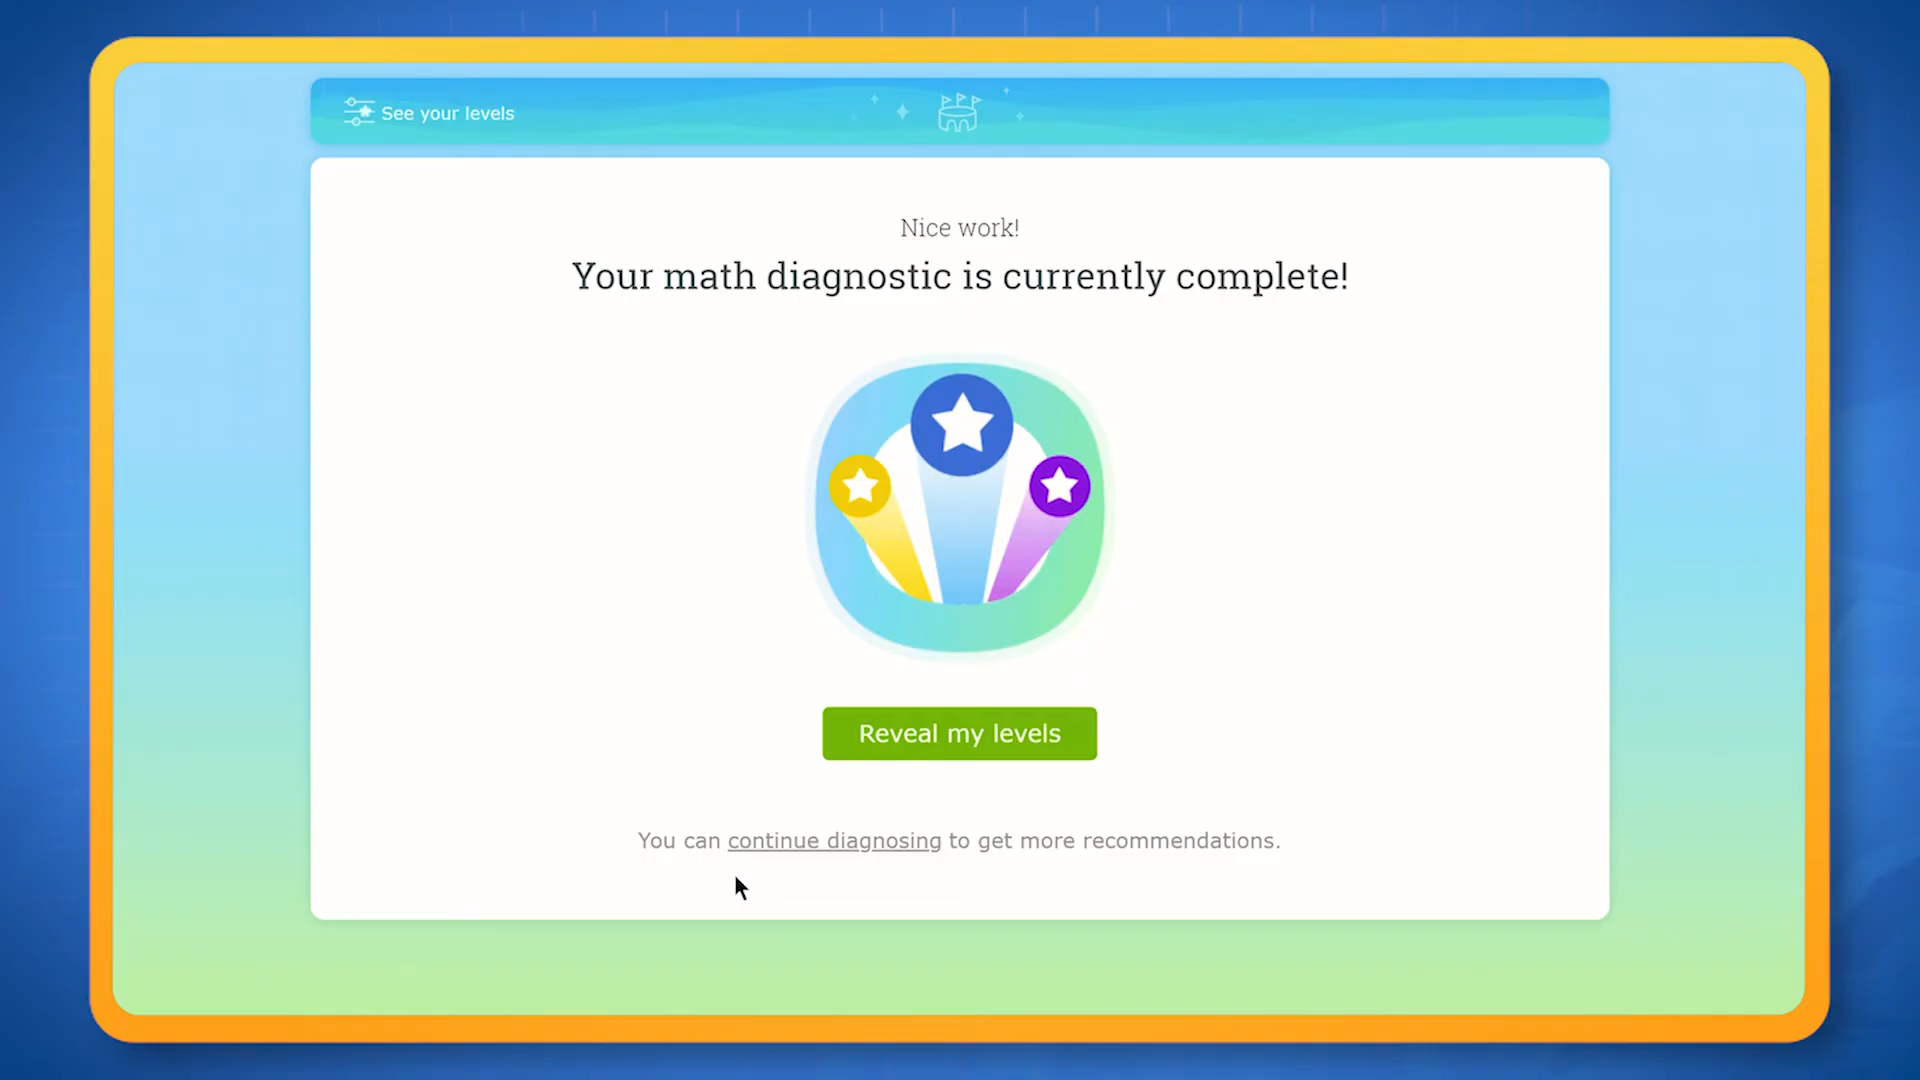 See your levels
Nice work!
Your math diagnostic is currently complete!
Reveal my levels
You can continue diagnosing to get more recommendations.